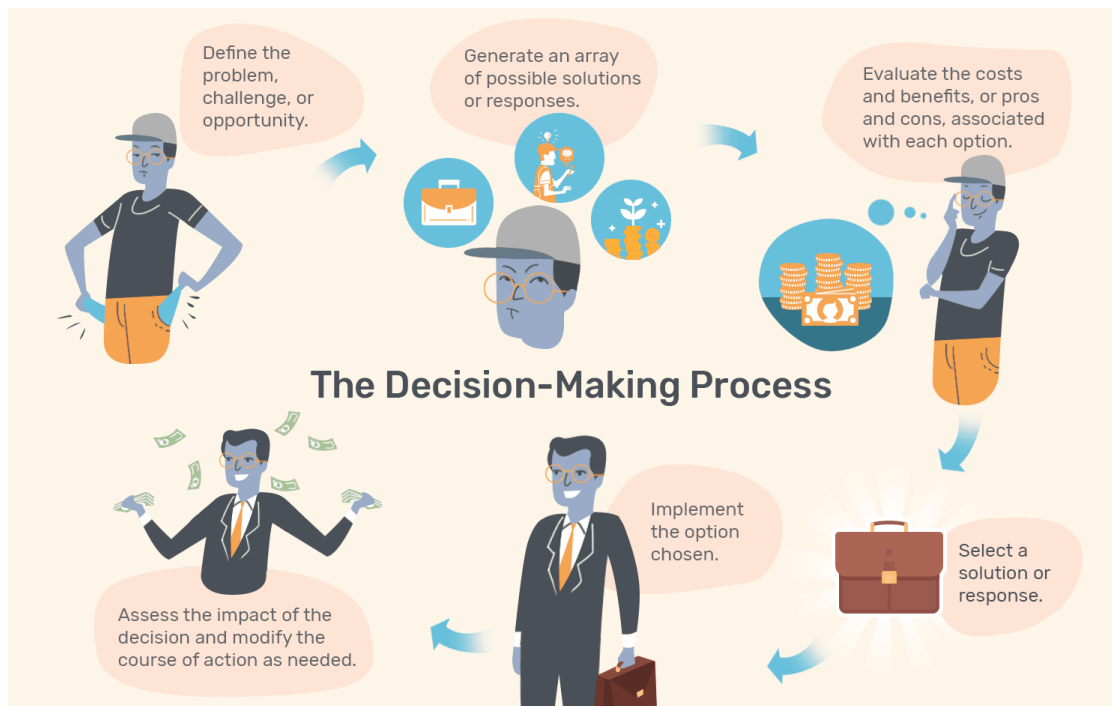 Define the
problem,
challenge, or
opportunity.
Generate an array
of possible solutions
or responses.
Evaluate the costs
and benefits, or pros
and cons, associated
with each option.
The Decision-Making Process
Select a
solution or
response.
Implement
the option
chosen.
Assess the impact of the
decision and modify the
course of action as needed.